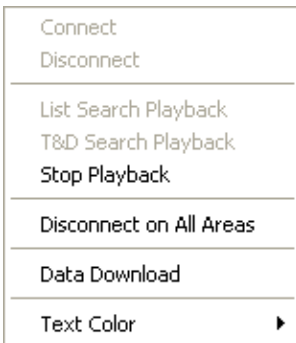 Connect
Disconnect
List Search Playback
T&D Search Playback
Stop Playback
Disconnect on All Areas
Data Download
Text Color